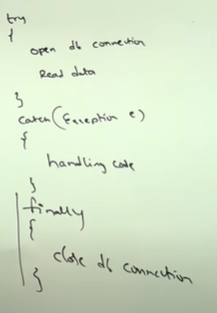 try
{
open db connection
Read data
}
catch(Exception e)
{
handling code
}
finally
{
close db connection
}